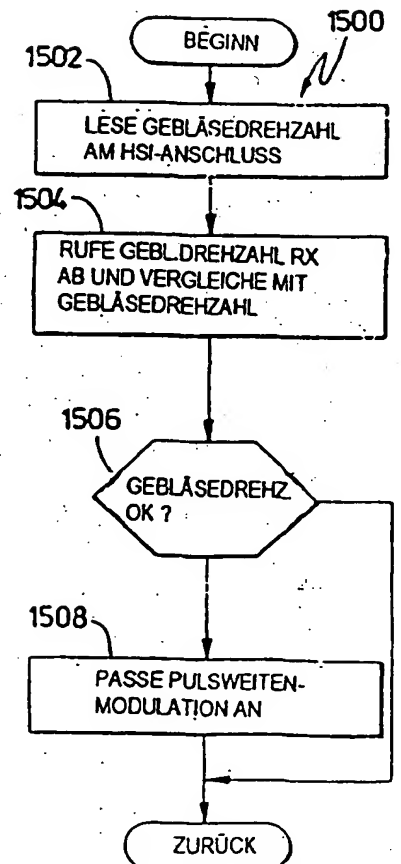 BEGINN
1500
1502
LESE GEBLÄSEDREHZAHL
AM HSI-ANSCHLUSS
1504
RUFE GEBL.DREHZAHL RX
AB UND VERGLEICHE MIT
GEBLÄSEDREHZAHL
1506
GEBLÄSEDREHZ.
OK ?
1508
PASSE PULSWEITEN-
MODULATION AN
ZURÜCK